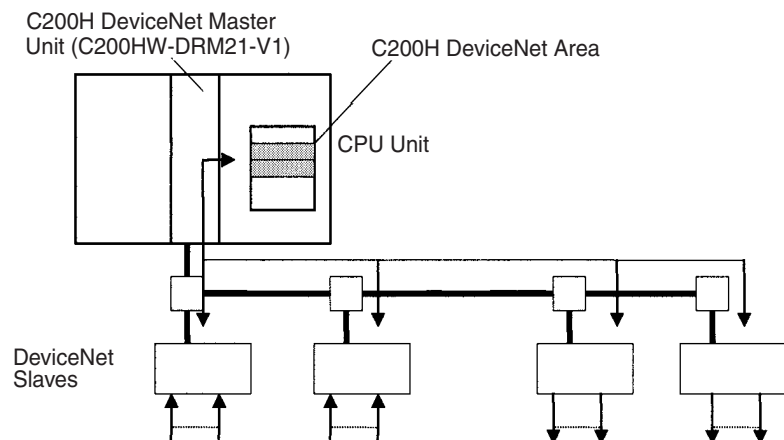 C200H DeviceNet Master
Unit (C200HW-DRM21-V1)
C200H DeviceNet Area
CPU Unit
DeviceNet
Slaves